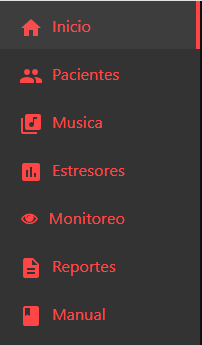 Inicio
Pacientes
Musica
Estresores
Monitoreo
Reportes
Manual